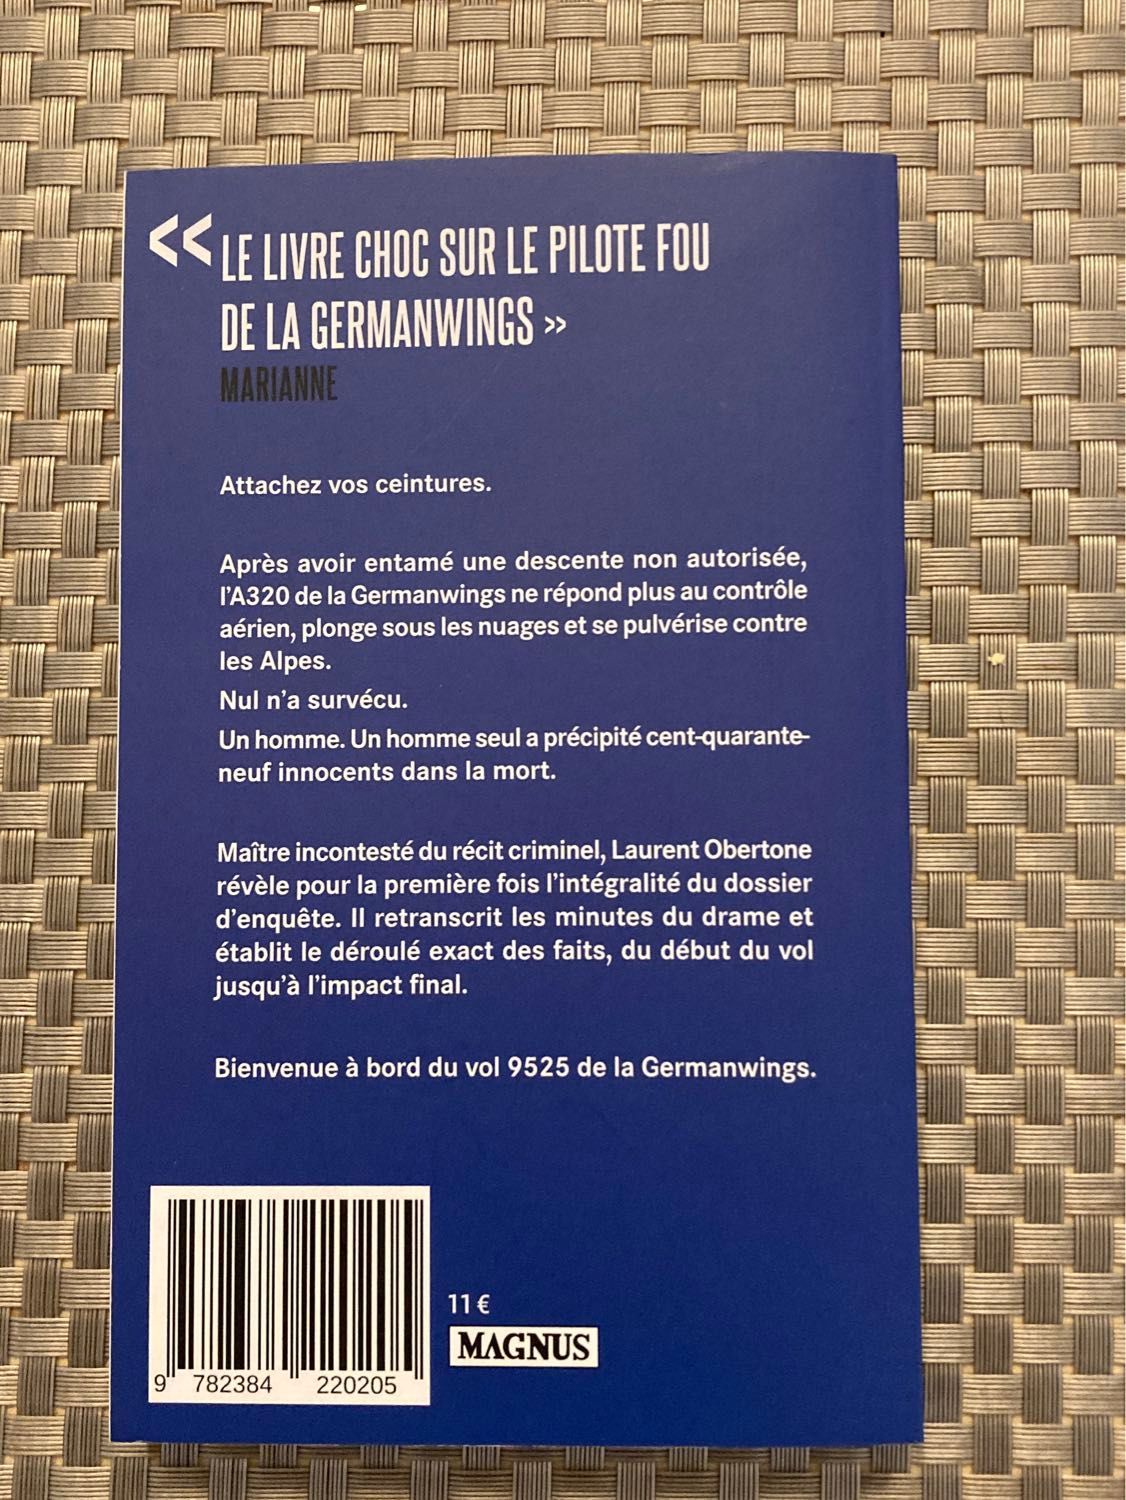 « LE LIVRE CHOC SUR LE PILOTE FOU
DE LA GERMANWINGS »
MARIANNE
Attachez vos ceintures.
Après avoir entamé une descente non autorisée,
l'A320 de la Germanwings ne répond plus au contrôle
aérien, plonge sous les nuages et se pulvérise contre
les Alpes.
Nul n'a survécu.
Un homme. Un homme seul a précipité cent-quarante-
neuf innocents dans la mort.
Maître incontesté du récit criminel, Laurent Obertone
révèle pour la première fois l'intégralité du dossier
d'enquête. Il retranscrit les minutes du drame et
établit le déroulé exact des faits, du début du vol
jusqu'à l'impact final.
Bienvenue à bord du vol 9525 de la Germanwings.
11 €
MAGNUS
9 782384 220205